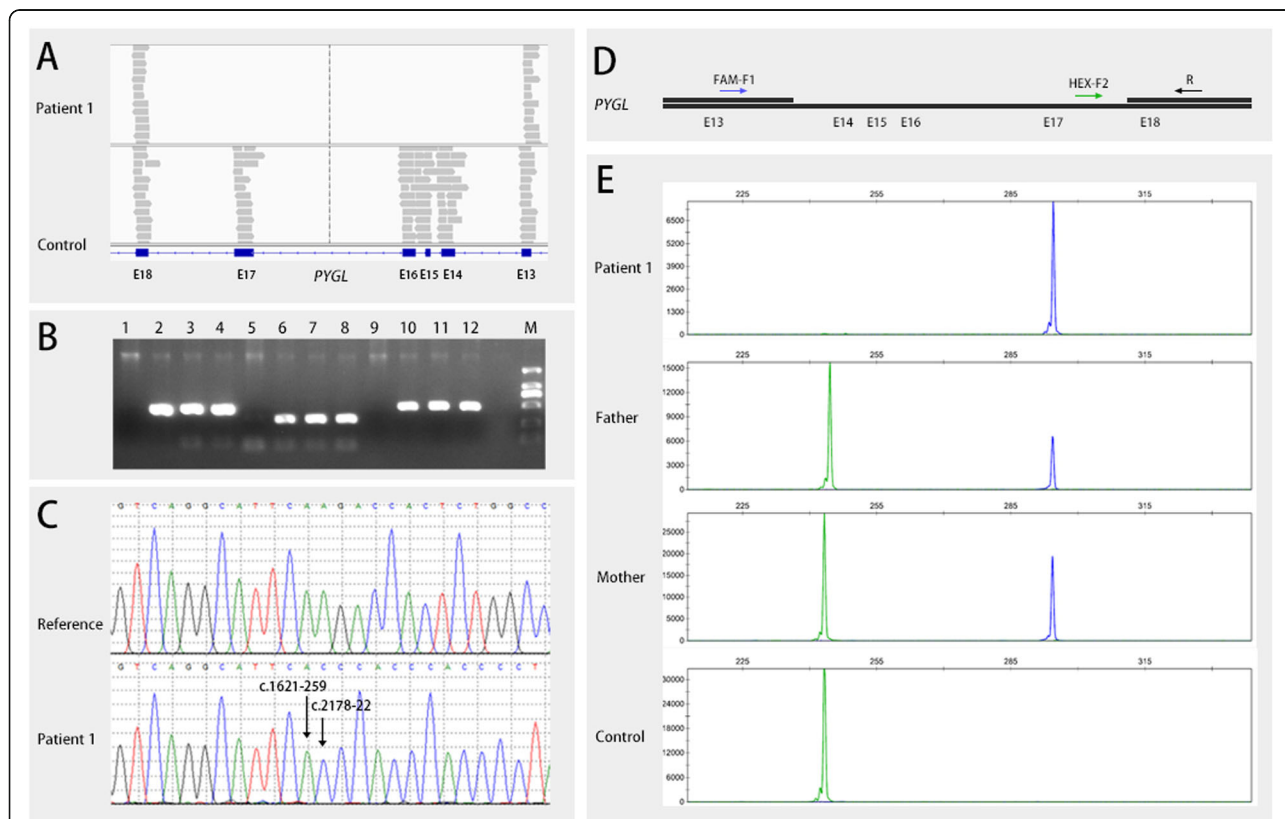 A
Patient 1
Control
E18 E17 PYGL E16 E15 E14 E13
B
1 2 3 4 5 6 7 8 9 10 11 12 M
C
G T C A G G C A T T C A A G A C C A C T C T G G C C
Reference
G T C A G G C A T T C A C C C A C C C A C C C C T
c.1621-259
c.2178-22
Patient 1
D
FAM-F1 HEX-F2 R
PYGL
E13 E14 E15 E16 E17 E18
E
225 255 285 315
6500
5200
3900
2600
1300
0
Patient 1
225 255 285 315
15000
12000
9000
6000
3000
0
Father
225 255 285 315
25000
20000
15000
10000
5000
0
Mother
225 255 285 315
30000
24000
18000
12000
6000
0
Control